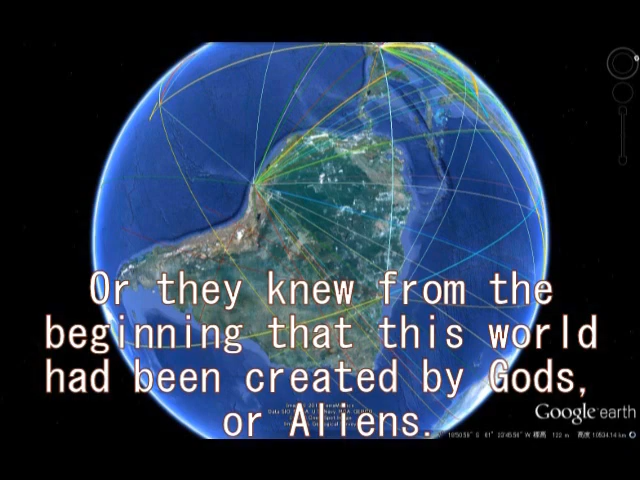 Or they knew from the
beginning that this world
had been created by Gods,
or Aliens.
Google earth